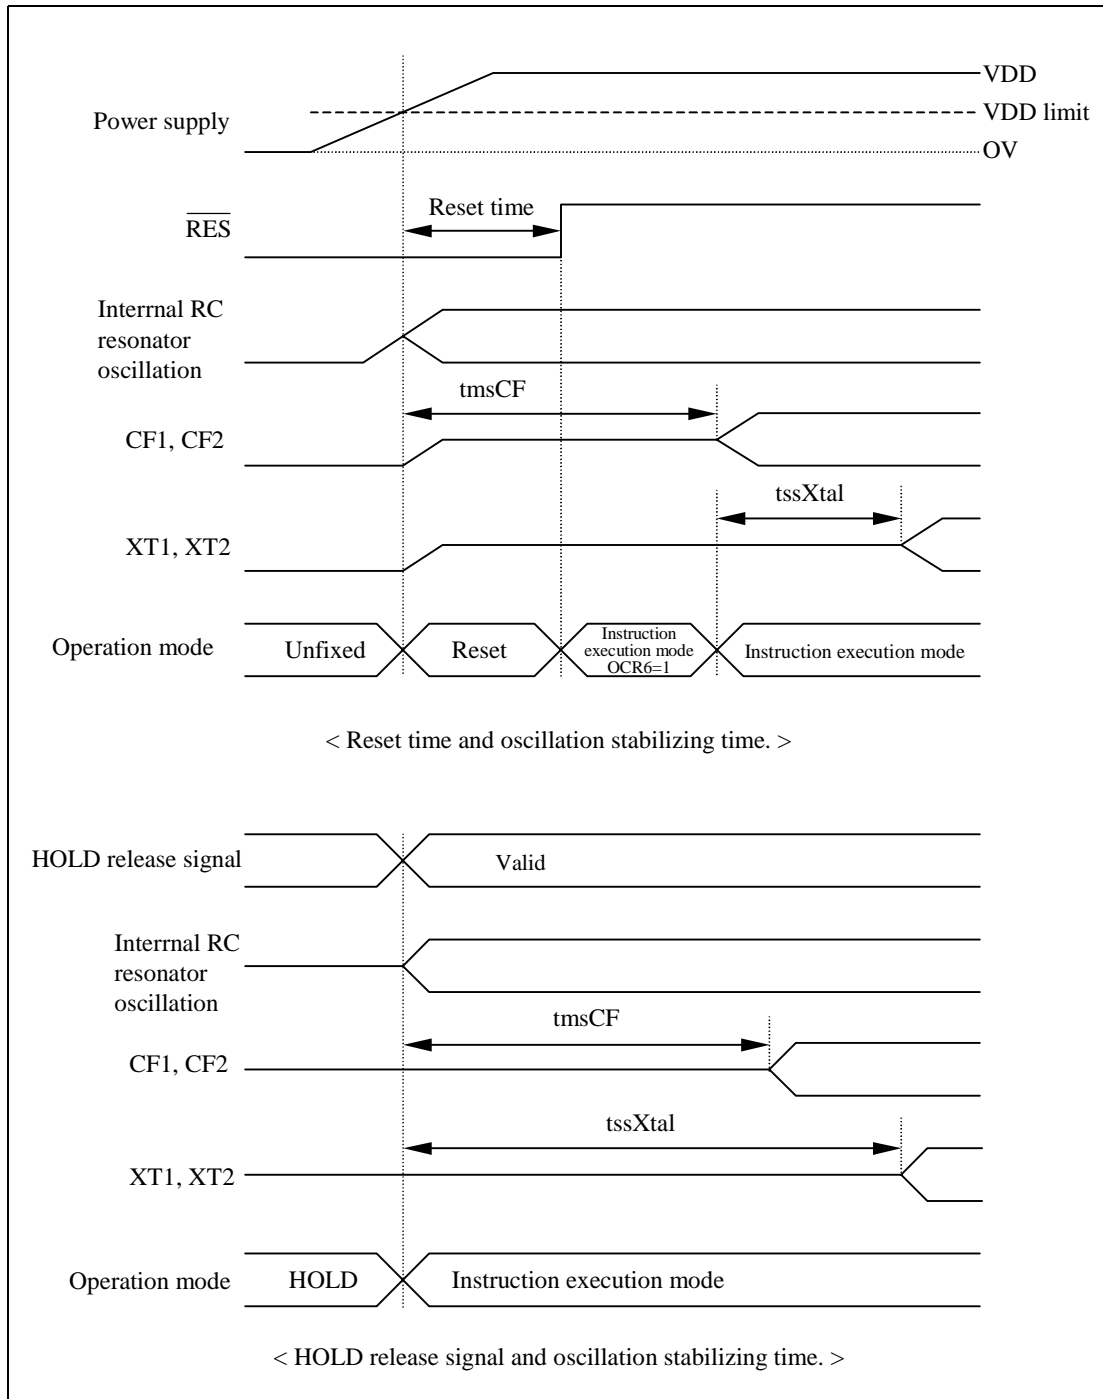 VDD
VDD limit
Power supply
OV
Reset time
RES
Interrnal RC
resonator
oscillation
tmsCF
CF1, CF2
tssXtal
XT1, XT2
Operation mode
Unfixed
Reset
Instruction
execution mode
OCR6=1
Instruction execution mode
< Reset time and oscillation stabilizing time. >
HOLD release signal
Valid
Interrnal RC
resonator
oscillation
tmsCF
CF1, CF2
tssXtal
XT1, XT2
Operation mode
HOLD
Instruction execution mode
< HOLD release signal and oscillation stabilizing time. >